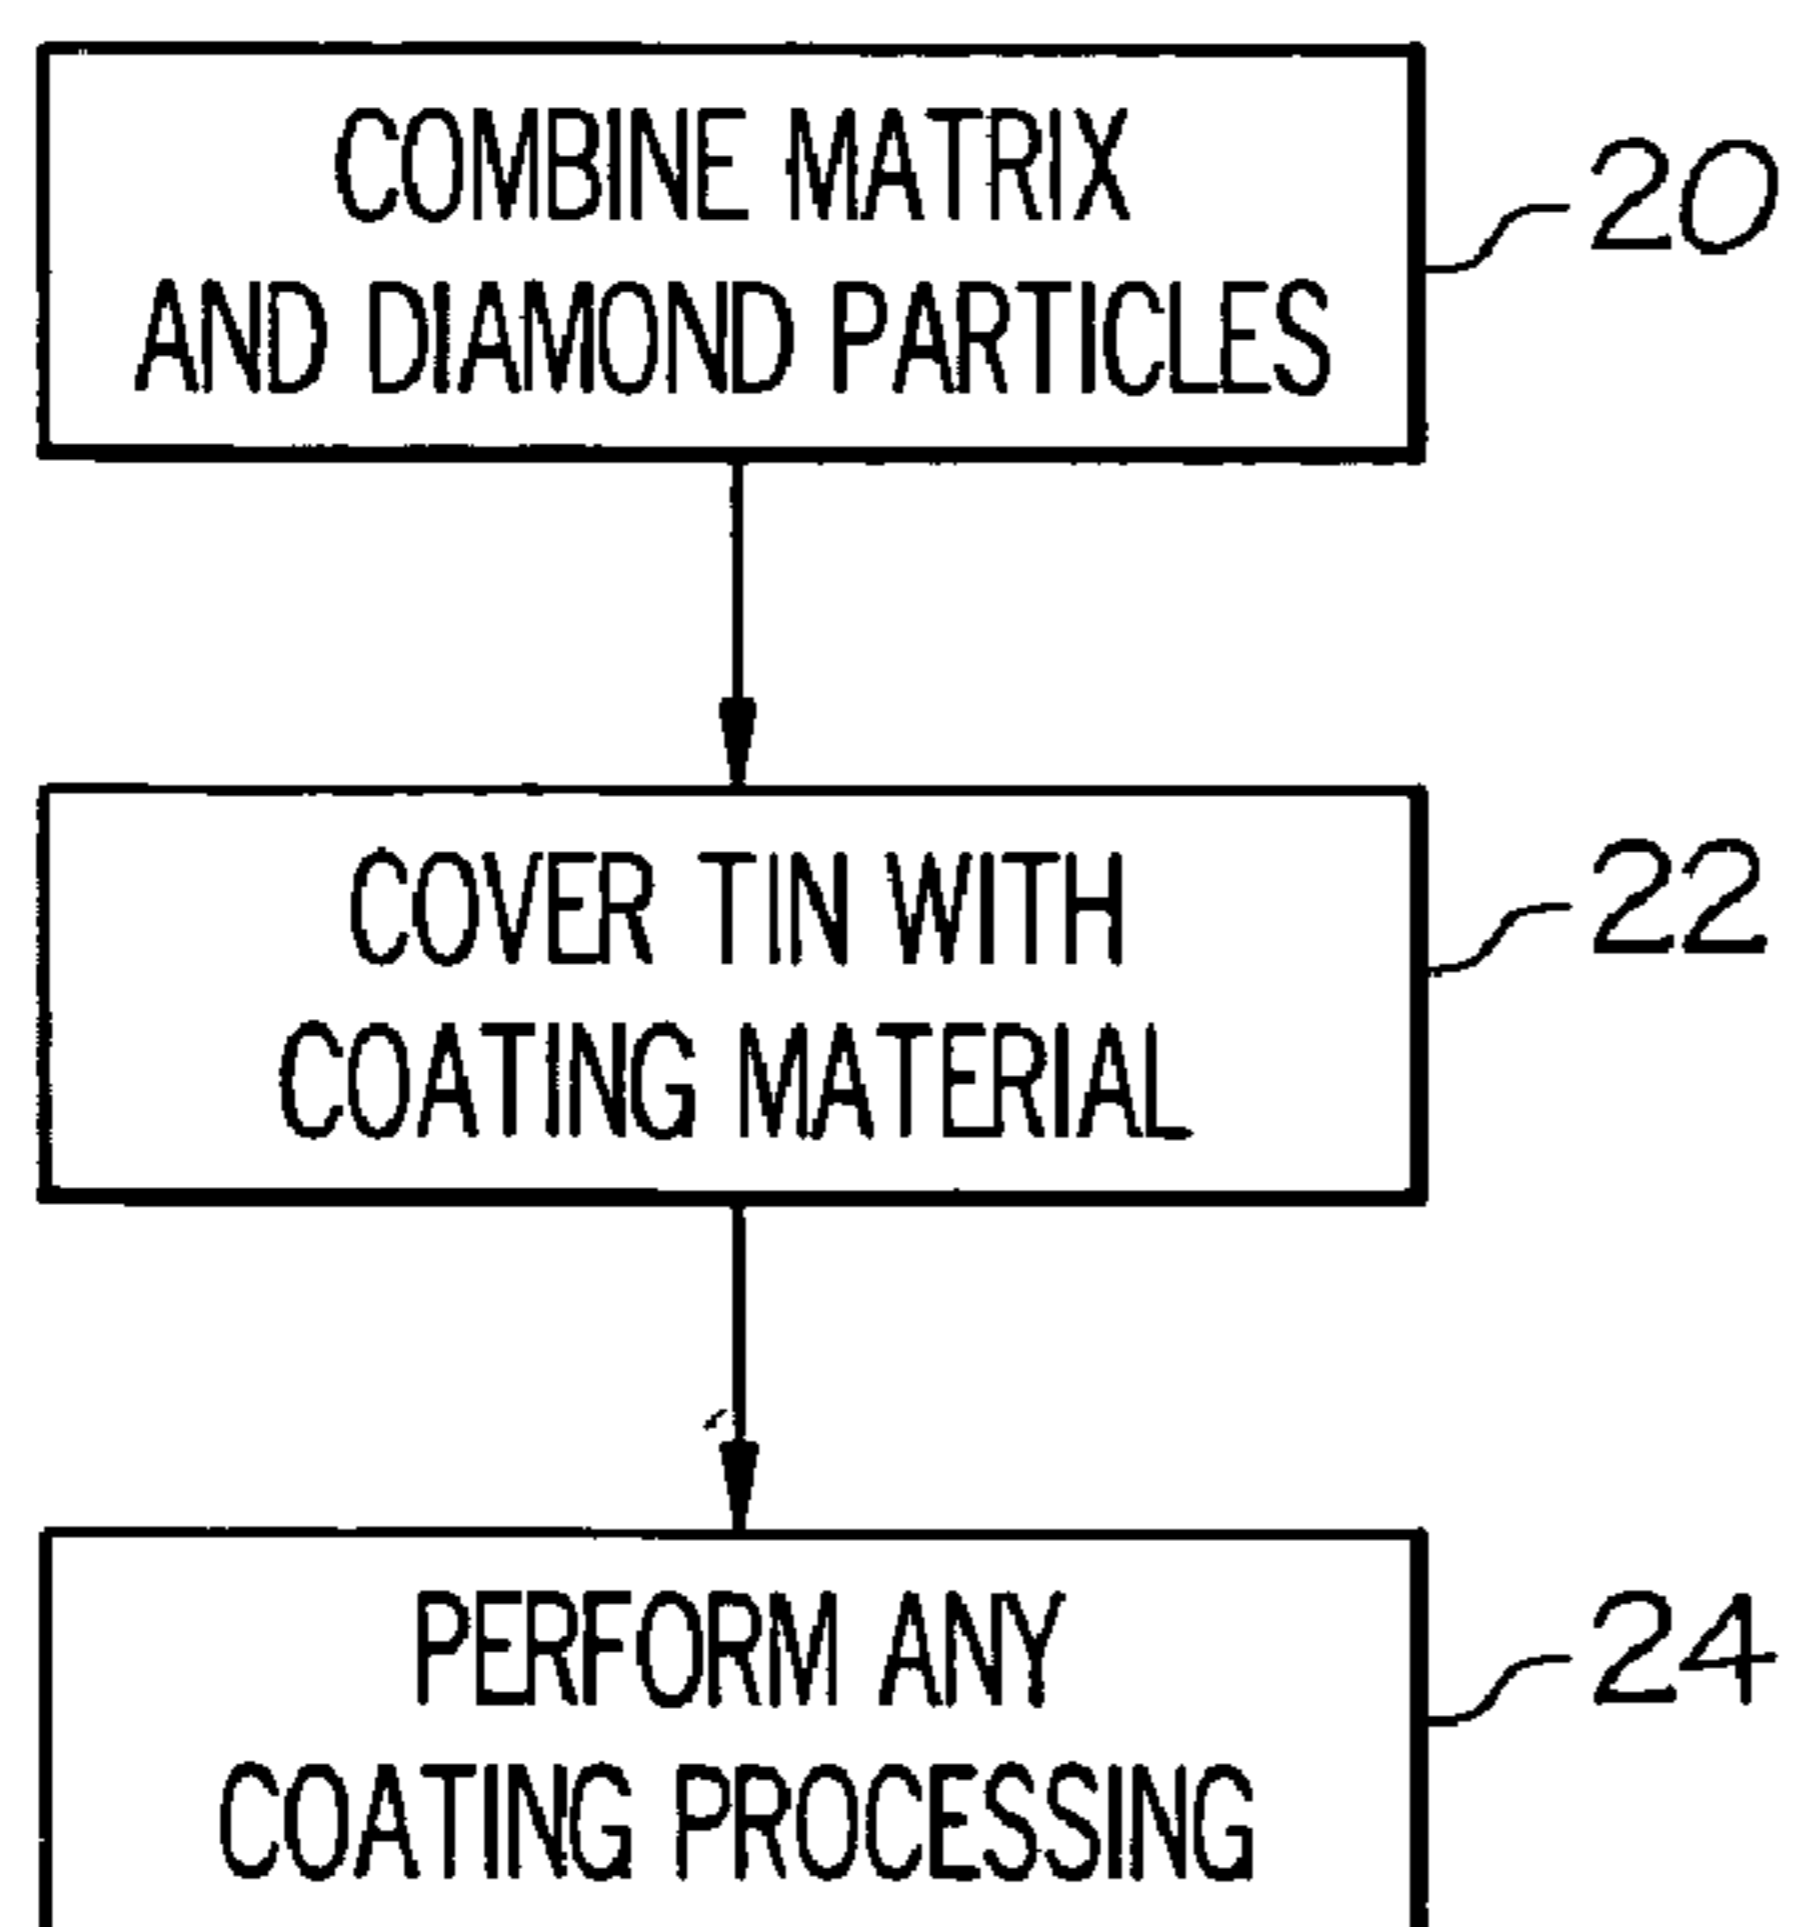 COMBINE MATRIX
AND DIAMOND PARTICLES
20
COVER TIN WITH
COATING MATERIAL
22
PERFORM ANY
COATING PROCESSING
24